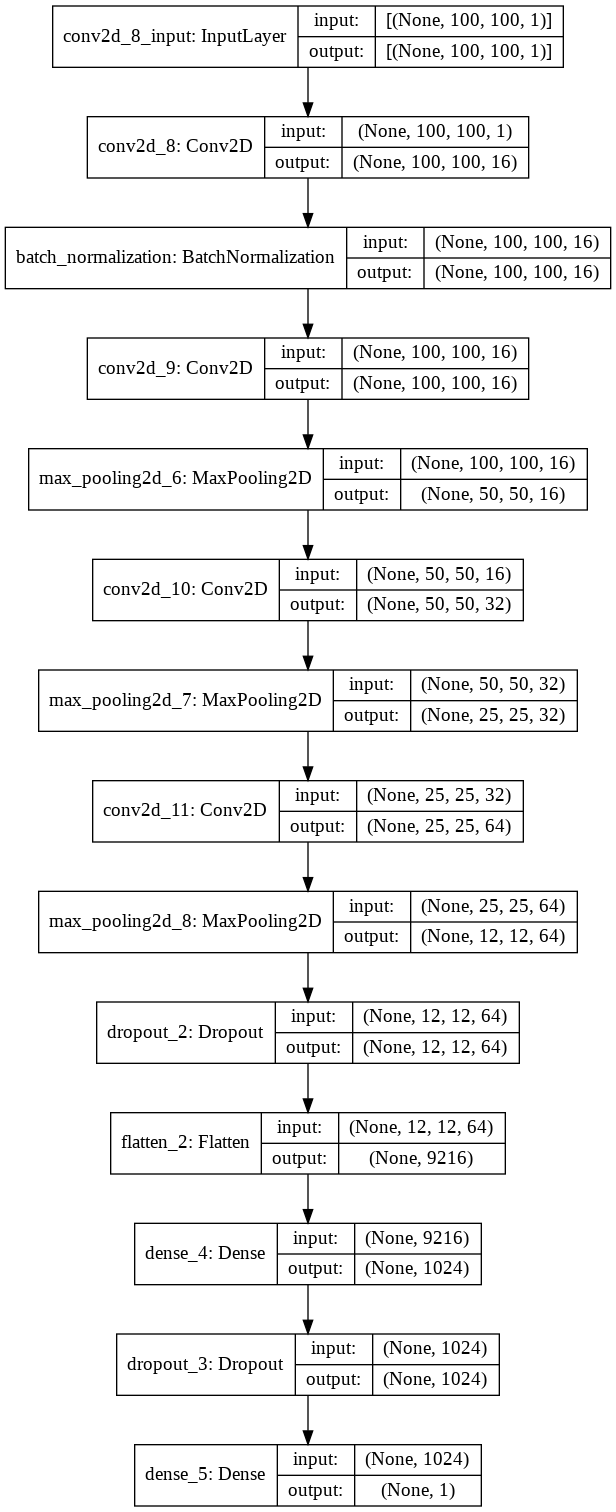 conv2d_8_input: InputLayer
input: [(None, 100, 100, 1)]
output: [(None, 100, 100, 1)]
conv2d_8: Conv2D
input: (None, 100, 100, 1)
output: (None, 100, 100, 16)
batch_normalization: BatchNormalization
input: (None, 100, 100, 16)
output: (None, 100, 100, 16)
conv2d_9: Conv2D
input: (None, 100, 100, 16)
output: (None, 100, 100, 16)
max_pooling2d_6: MaxPooling2D
input: (None, 100, 100, 16)
output: (None, 50, 50, 16)
conv2d_10: Conv2D
input: (None, 50, 50, 16)
output: (None, 50, 50, 32)
max_pooling2d_7: MaxPooling2D
input: (None, 50, 50, 32)
output: (None, 25, 25, 32)
conv2d_11: Conv2D
input: (None, 25, 25, 32)
output: (None, 25, 25, 64)
max_pooling2d_8: MaxPooling2D
input: (None, 25, 25, 64)
output: (None, 12, 12, 64)
dropout_2: Dropout
input: (None, 12, 12, 64)
output: (None, 12, 12, 64)
flatten_2: Flatten
input: (None, 12, 12, 64)
output: (None, 9216)
dense_4: Dense
input: (None, 9216)
output: (None, 1024)
dropout_3: Dropout
input: (None, 1024)
output: (None, 1024)
dense_5: Dense
input: (None, 1024)
output: (None, 1)